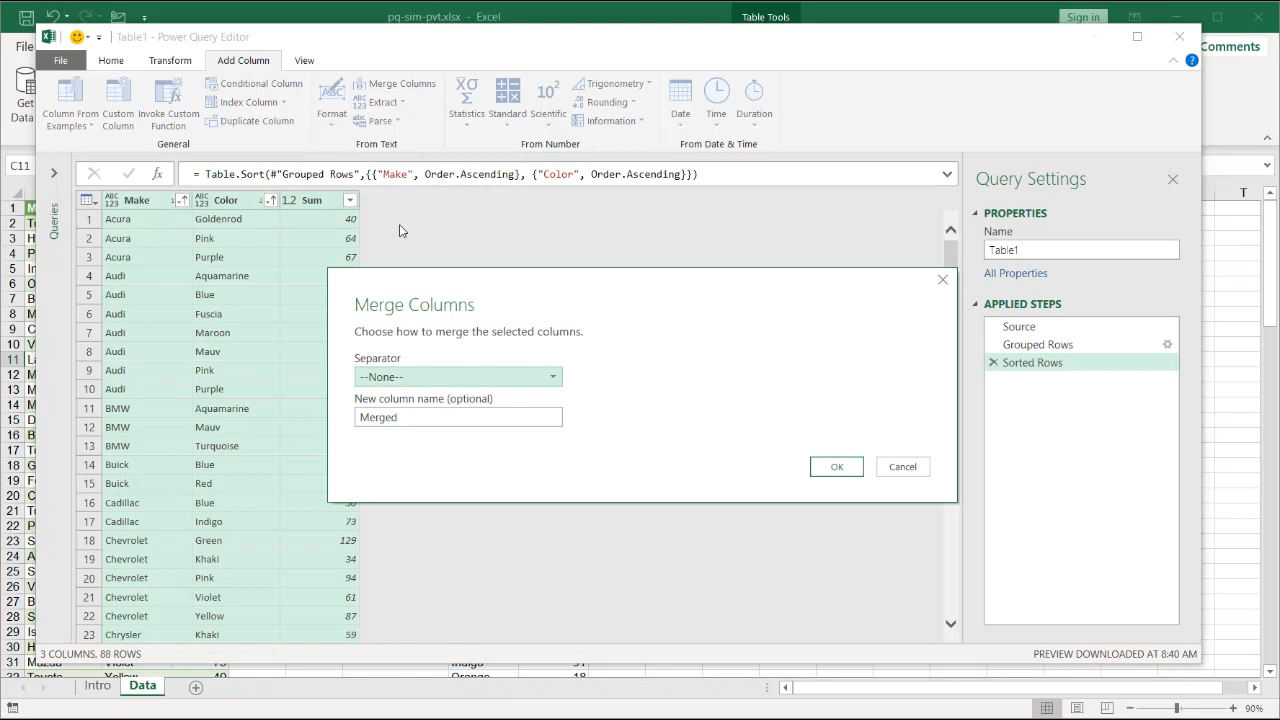 pq-sim-pvt.xlsx - Excel
Table Tools
Sign in
Table1 - Power Query Editor
File
Comments
File
Home
Transform
Add Column
View
Get
Data
Column From
Examples
Custom
Column
Invoke Custom
Function
Conditional Column
Index Column
Duplicate Column
General
Format
Merge Columns
Extract
Parse
From Text
Statistics
Standard
Scientific
Trigonometry
Rounding
Information
From Number
Date
Time
Duration
From Date & Time
C11
= Table.Sort(#"Grouped Rows",{{"Make", Order.Ascending}, {"Color", Order.Ascending}})
Queries
Make Color 1.2 Sum
1 Acura Goldenrod 40
2 Acura Pink 64
3 Acura Purple 67
4 Audi Aquamarine
5 Audi Blue
6 Audi Fuscia
7 Audi Maroon
8 Audi Mauv
9 Audi Pink
10 Audi Purple
11 BMW Aquamarine
12 BMW Mauv
13 BMW Turquoise
14 Buick Blue
15 Buick Red
16 Cadillac Blue
17 Cadillac Indigo 73
18 Chevrolet Green 129
19 Chevrolet Khaki 34
20 Chevrolet Pink 94
21 Chevrolet Violet 61
22 Chevrolet Yellow 87
23 Chrysler Khaki 59
Merge Columns
Choose how to merge the selected columns.
Separator
--None--
New column name (optional)
Merged
OK
Cancel
Query Settings
PROPERTIES
Name
Table1
All Properties
APPLIED STEPS
Source
Grouped Rows
Sorted Rows
T
3 COLUMNS, 88 ROWS
PREVIEW DOWNLOADED AT 8:40 AM
Intro
Data
90%